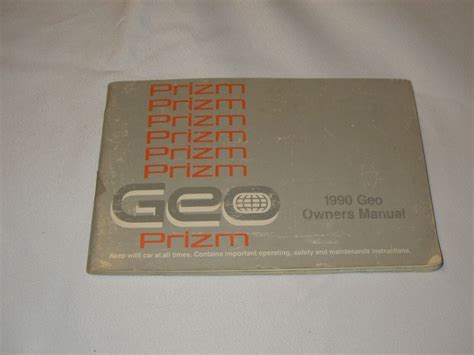 Prizm
Prizm
Prizm
Prizm
Prizm
Prizm
Geo
Prizm
1990 Geo
Owners Manual
Keep with car at all times. Contains important operating, safety and maintenance instructions.